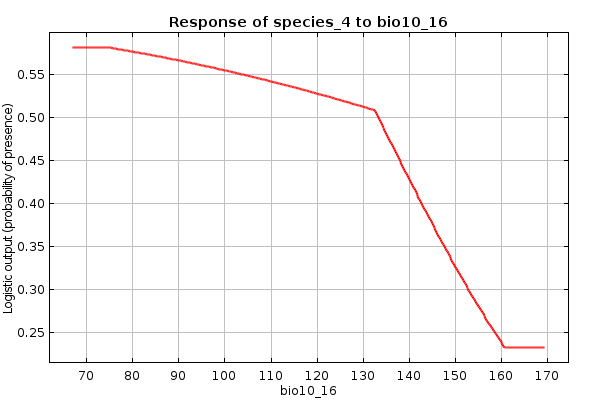 Response of species_4 to bio10_16
Logistic output (probability of presence)
0.55
0.50
0.45
0.40
0.35
0.30
0.25
70 80 90 100 110 120 130 140 150 160 170
bio10_16